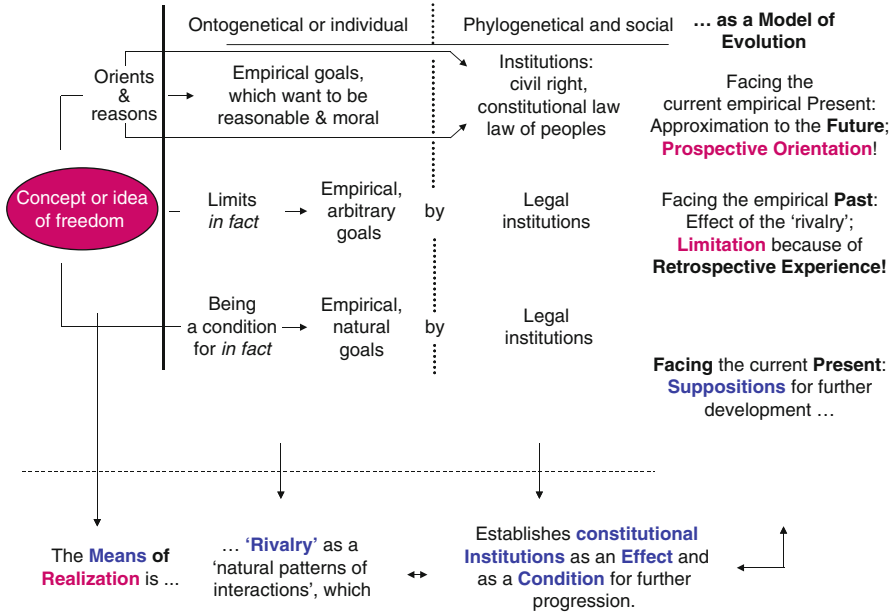 Ontogenetical or individual
Phylogenetical and social
… as a Model of
Evolution
Orients
&
reasons
Empirical goals,
which want to be
reasonable & moral
Institutions:
civil right,
constitutional law
law of peoples
Facing the
current empirical Present:
Approximation to the Future;
Prospective Orientation!
Concept or idea
of freedom
Limits
in fact
Empirical,
arbitrary
goals
by
Legal
institutions
Facing the empirical Past:
Effect of the ‘rivalry’;
Limitation because of
Retrospective Experience!
Being
a condition
for in fact
Empirical,
natural
goals
by
Legal
institutions
Facing the current Present:
Suppositions for further
development …
The Means of
Realization is ...
… ‘Rivalry’ as a
‘natural patterns of
interactions’, which
Establishes constitutional
Institutions as an Effect and
as a Condition for further
progression.